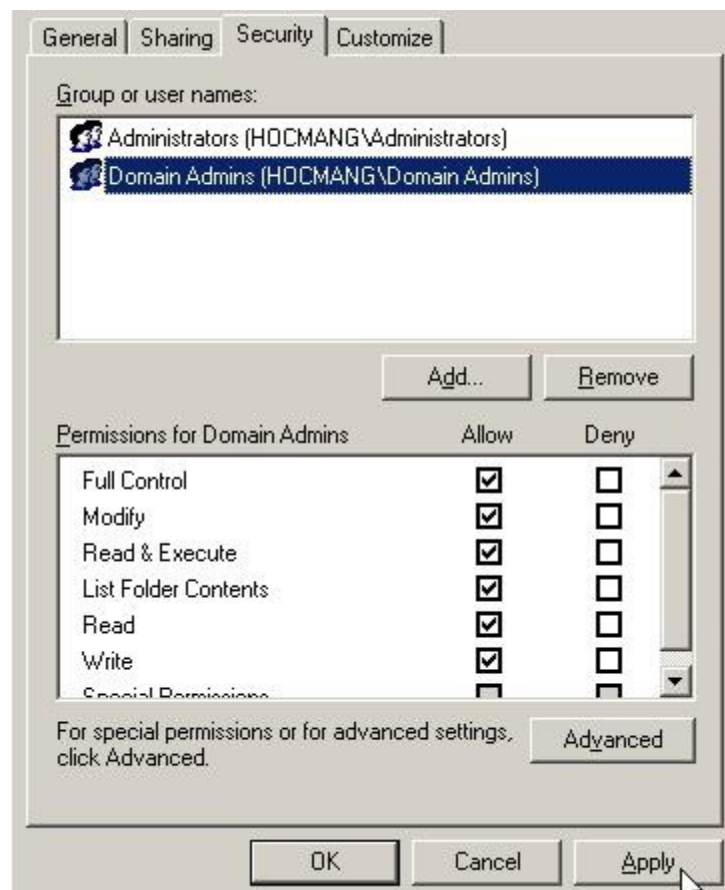 General Sharing Security Customize
Group or user names:
Administrators (HOCMANG\Administrators)
Domain Admins (HOCMANG\Domain Admins)
Add... Remove
Permissions for Domain Admins Allow Deny
Full Control
Modify
Read & Execute
List Folder Contents
Read
Write
Special Permissions
For special permissions or for advanced settings,
click Advanced.
Advanced
OK Cancel Apply